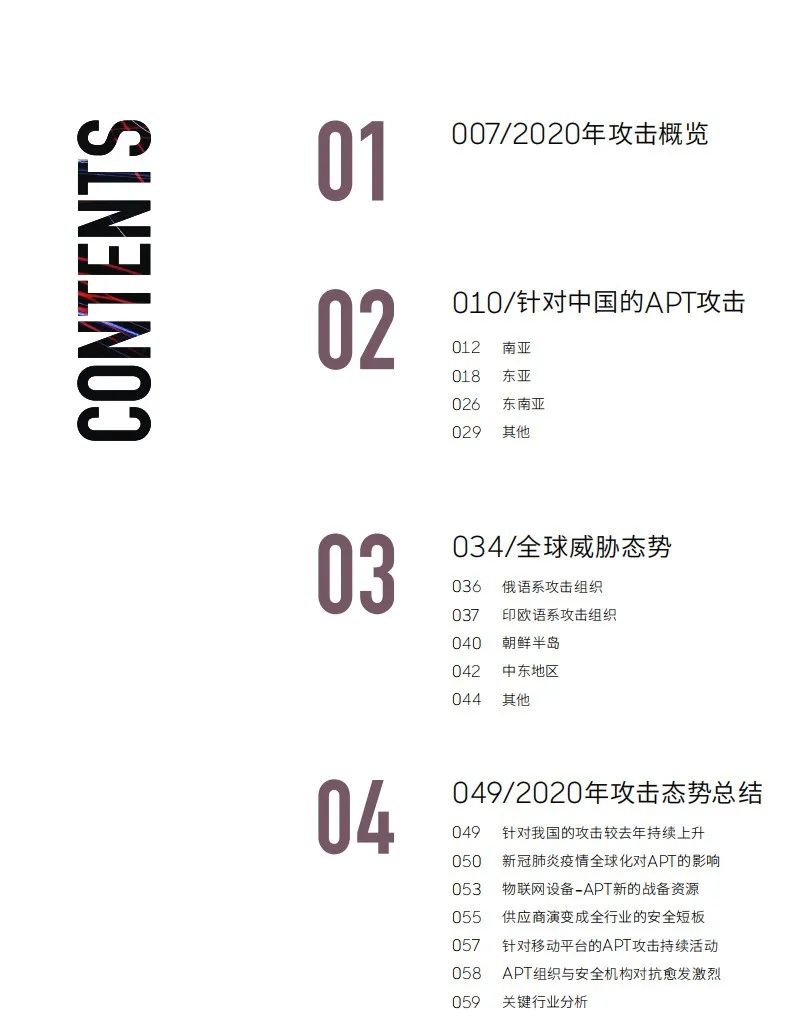 CONTENTS
01
007/2020年攻击概览
02
010/针对中国的APT攻击
012 南亚
018 东亚
026 东南亚
029 其他
03
034/全球威胁态势
036 俄语系攻击组织
037 印欧语系攻击组织
040 朝鲜半岛
042 中东地区
044 其他
04
049/2020年攻击态势总结
049 针对我国的攻击较去年持续上升
050 新冠肺炎疫情全球化对APT的影响
053 物联网设备–APT新的战备资源
055 供应商演变成全行业的安全短板
057 针对移动平台的APT攻击持续活动
058 APT组织与安全机构对抗愈发激烈
059 关键行业分析